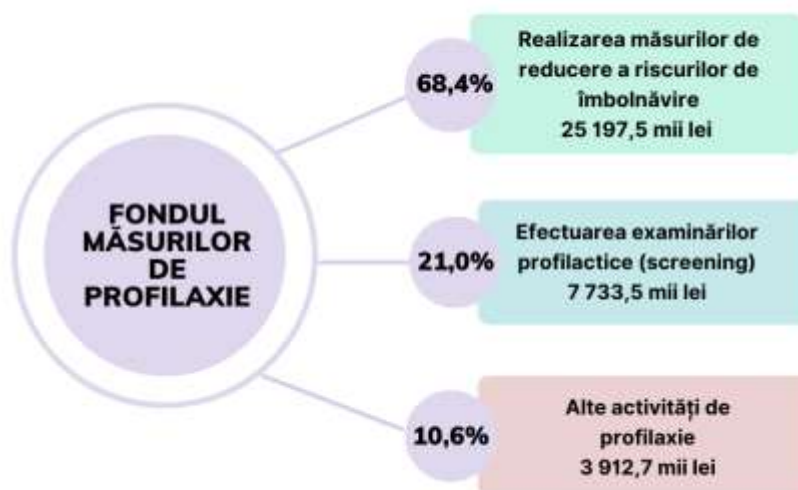 FONDUL
MĂSURILOR
DE
PROFILAXIE
68,4%
Realizarea măsurilor de
reducere a riscurilor de
îmbolnăvire
25 197,5 mii lei
21,0%
Efectuarea examinărilor
profilactice (screening)
7 733,5 mii lei
10,6%
Alte activități de
profilaxie
3 912,7 mii lei